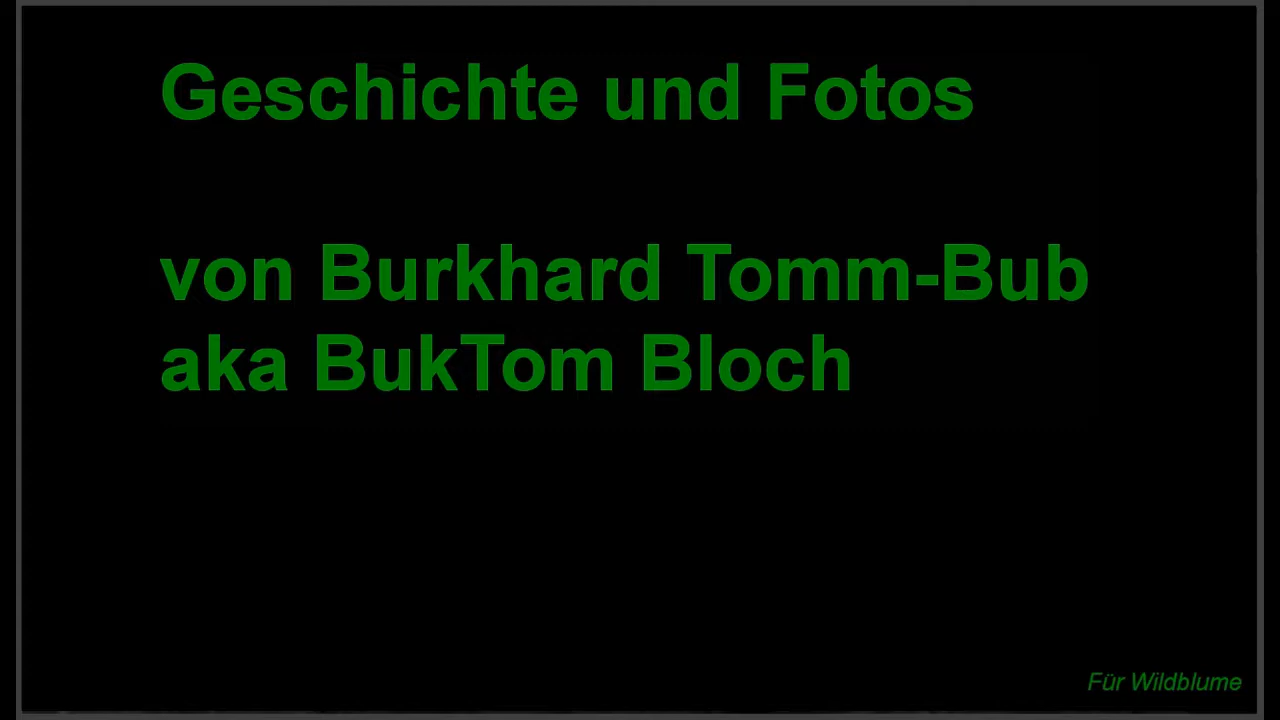 Geschichte und Fotos
von Burkhard Tomm-Bub
aka BukTom Bloch
Für Wildblume